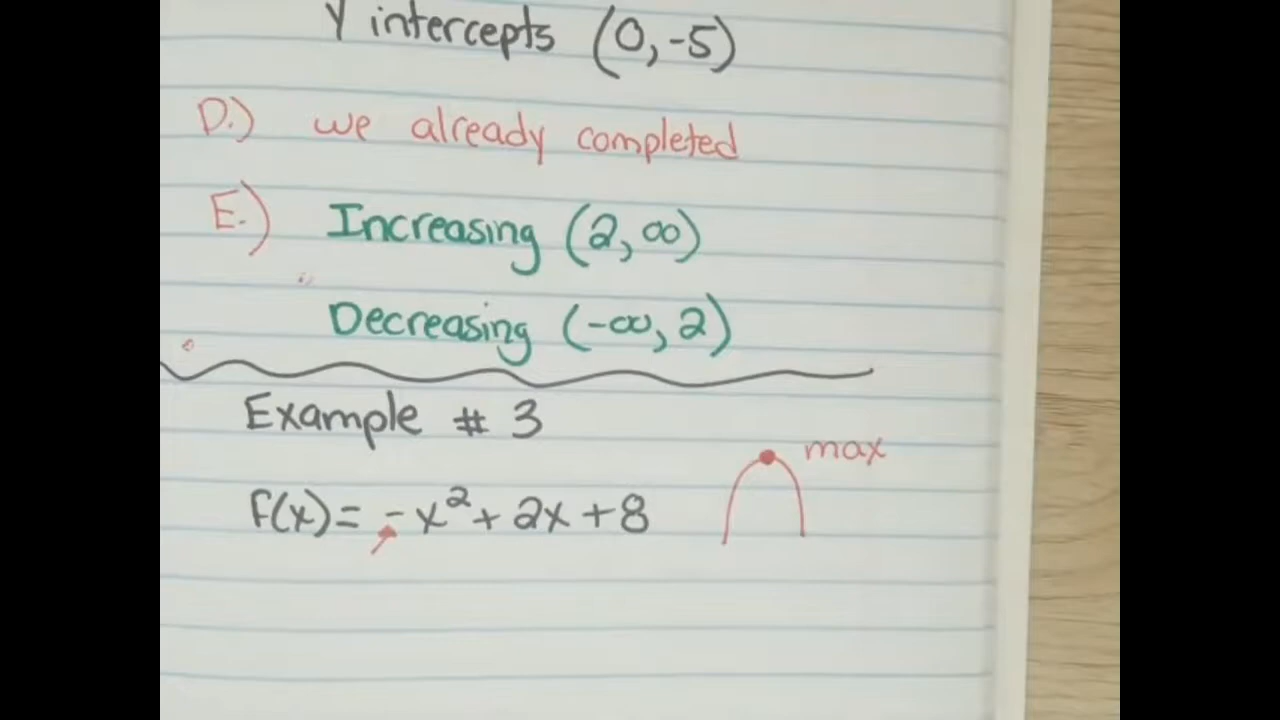 Y intercepts (0, -5)
D.) we already completed
E.) Increasing (2, ∞)
Decreasing (-∞, 2)
Example # 3
max
f(x) = -x² + 2x + 8